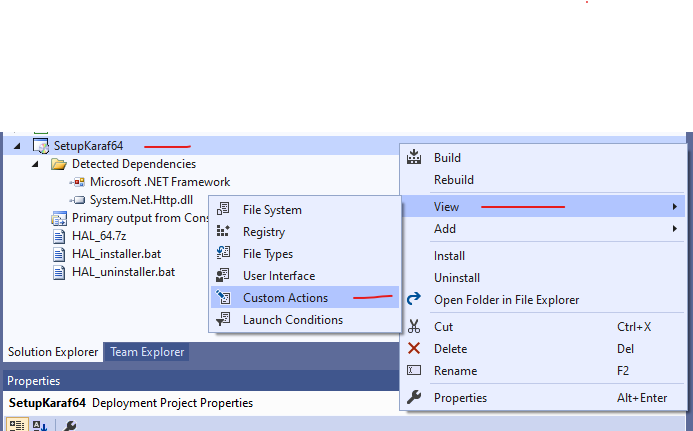 SetupKaraf64
Detected Dependencies
Microsoft .NET Framework
System.Net.Http.dll
Primary output from Cons
HAL_64.7z
HAL_installer.bat
HAL_uninstaller.bat
File System
Registry
File Types
User Interface
Custom Actions
Launch Conditions
Build
Rebuild
View
Add
Install
Uninstall
Open Folder in File Explorer
Cut Ctrl+X
Delete Del
Rename F2
Properties Alt+Enter
Solution Explorer Team Explorer
Properties
SetupKaraf64 Deployment Project Properties